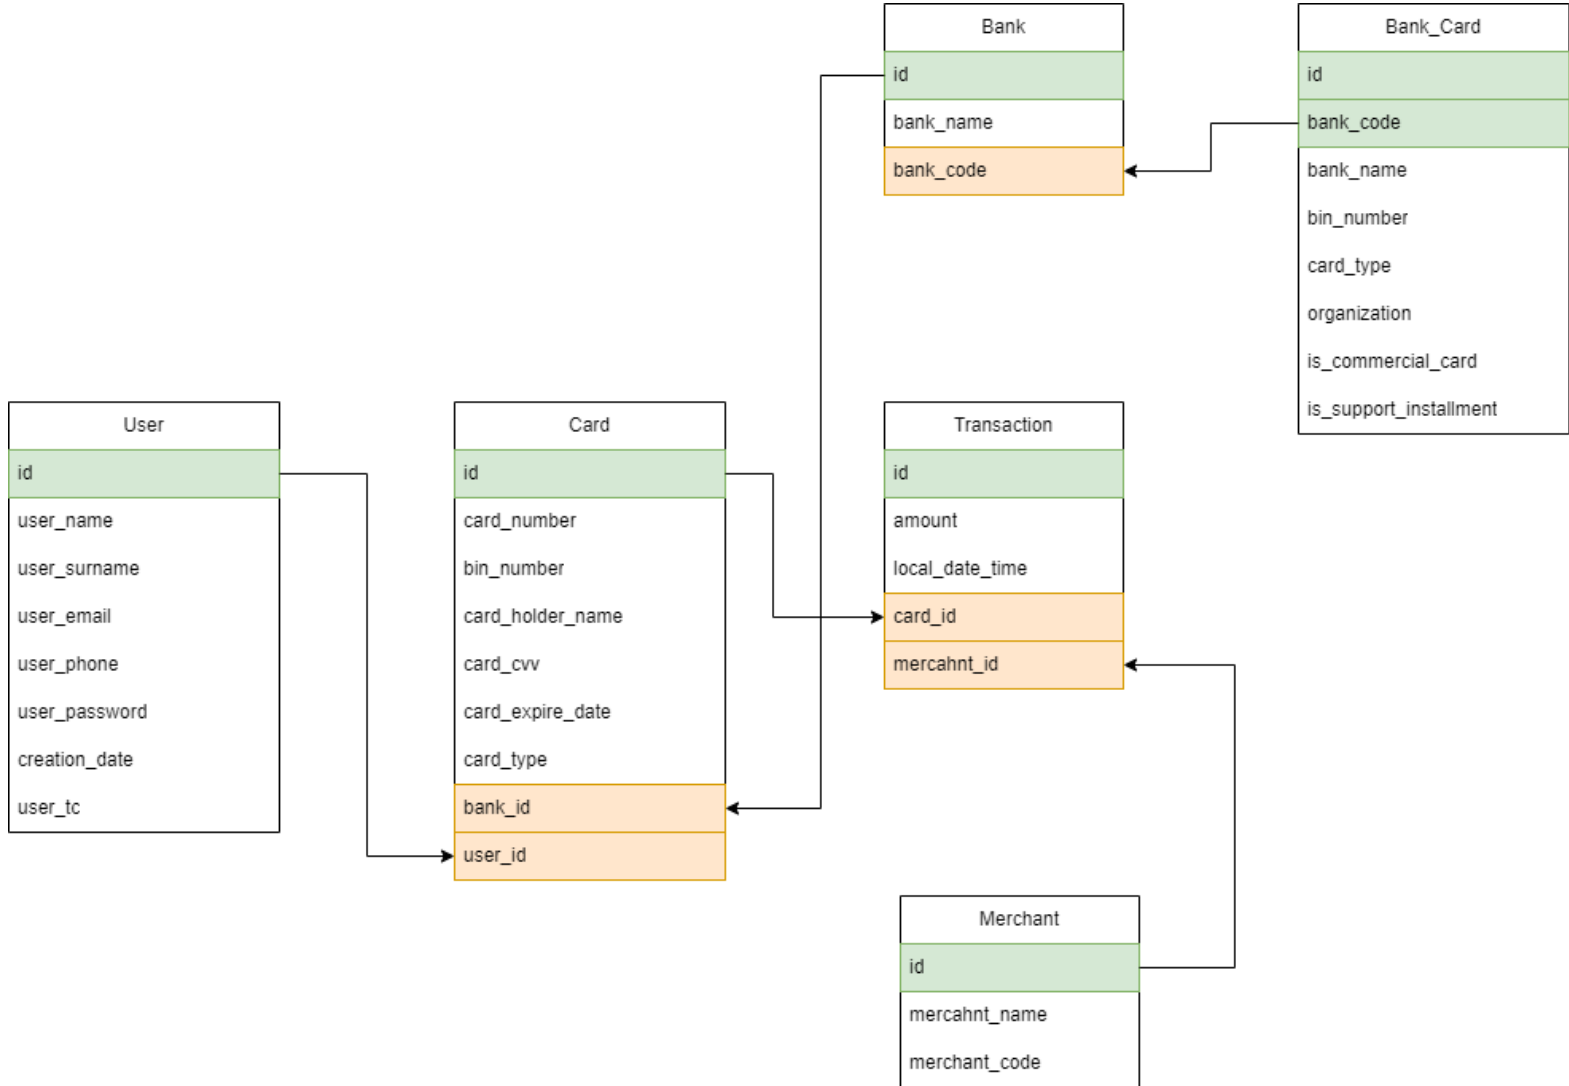 Bank
id
bank_name
bank_code
Bank_Card
id
bank_code
bank_name
bin_number
card_type
organization
is_commercial_card
is_support_installment
User
id
user_name
user_surname
user_email
user_phone
user_password
creation_date
user_tc
Card
id
card_number
bin_number
card_holder_name
card_cvv
card_expire_date
card_type
bank_id
user_id
Transaction
id
amount
local_date_time
card_id
mercahnt_id
Merchant
id
mercahnt_name
merchant_code